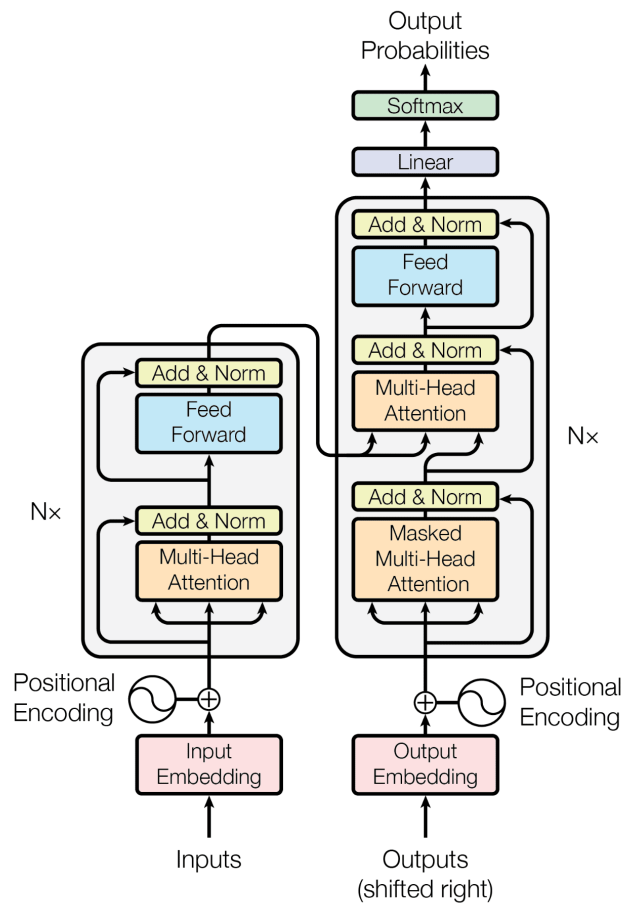 Output
Probabilities
Softmax
Linear
Add & Norm
Feed
Forward
Add & Norm
Multi-Head
Attention
Add & Norm
Masked
Multi-Head
Attention
N×
Add & Norm
Feed
Forward
Add & Norm
Multi-Head
Attention
N×
Positional
Encoding
Positional
Encoding
Input
Embedding
Output
Embedding
Inputs
Outputs
(shifted right)